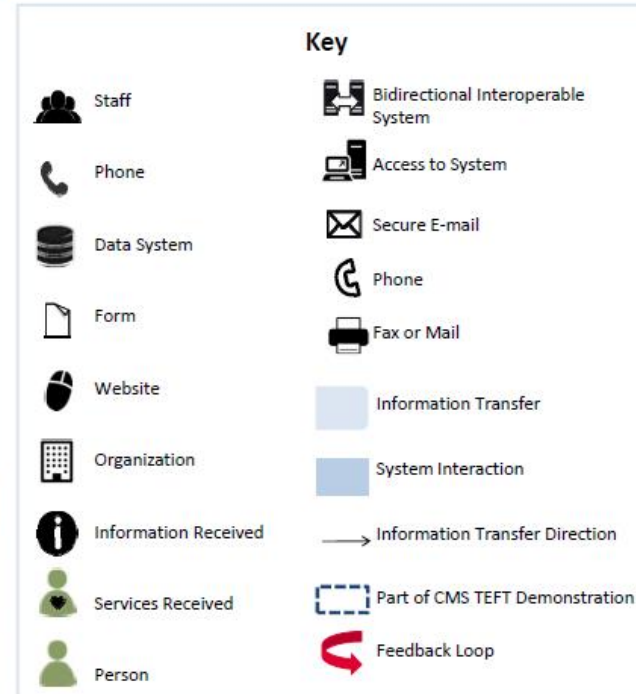 Key
Staff
Phone
Data System
Form
Website
Organization
Information Received
Services Received
Person
Bidirectional Interoperable
System
Access to System
Secure E-mail
Phone
Fax or Mail
Information Transfer
System Interaction
Information Transfer Direction
Part of CMS TEFT Demonstration
Feedback Loop